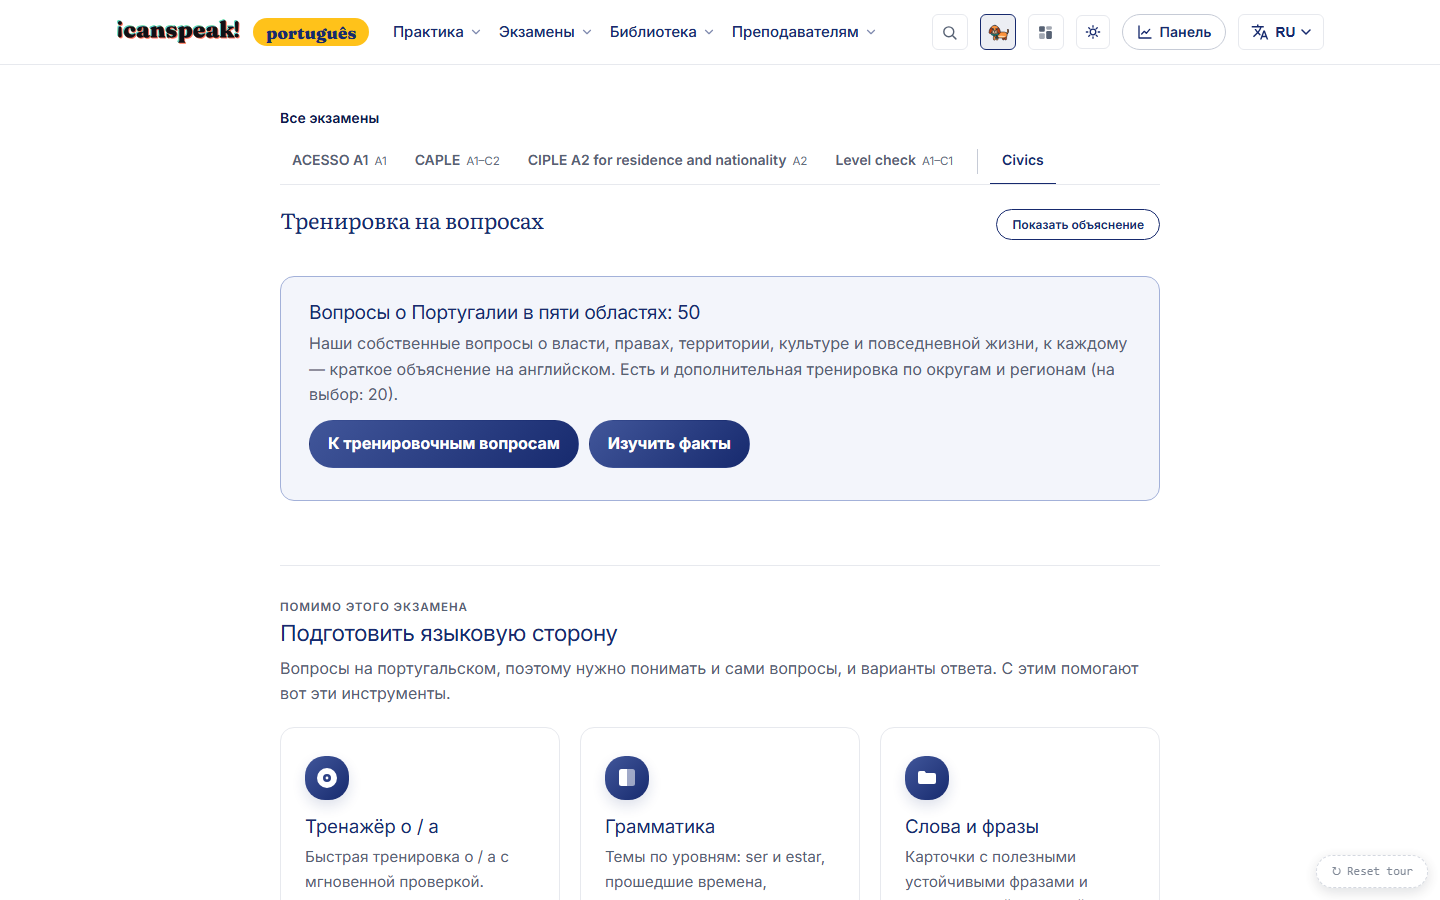 icanspeak!
português
Практика
Экзамены
Библиотека
Преподавателям
Панель
RU
Все экзамены
ACESSO A1 A1
CAPLE A1–C2
CIPLE A2 for residence and nationality A2
Level check A1–C1
Civics
Тренировка на вопросах
Показать объяснение
Вопросы о Португалии в пяти областях: 50
Наши собственные вопросы о власти, правах, территории, культуре и повседневной жизни, к каждому
— краткое объяснение на английском. Есть и дополнительная тренировка по округам и регионам (на
выбор: 20).
К тренировочным вопросам
Изучить факты
ПОМИМО ЭТОГО ЭКЗАМЕНА
Подготовить языковую сторону
Вопросы на португальском, поэтому нужно понимать и сами вопросы, и варианты ответа. С этим помогают
вот эти инструменты.
Тренажёр o / a
Быстрая тренировка o / a с
мгновенной проверкой.
Грамматика
Темы по уровням: ser и estar,
прошедшие времена,
Слова и фразы
Карточки с полезными
устойчивыми фразами и
↻ Reset tour